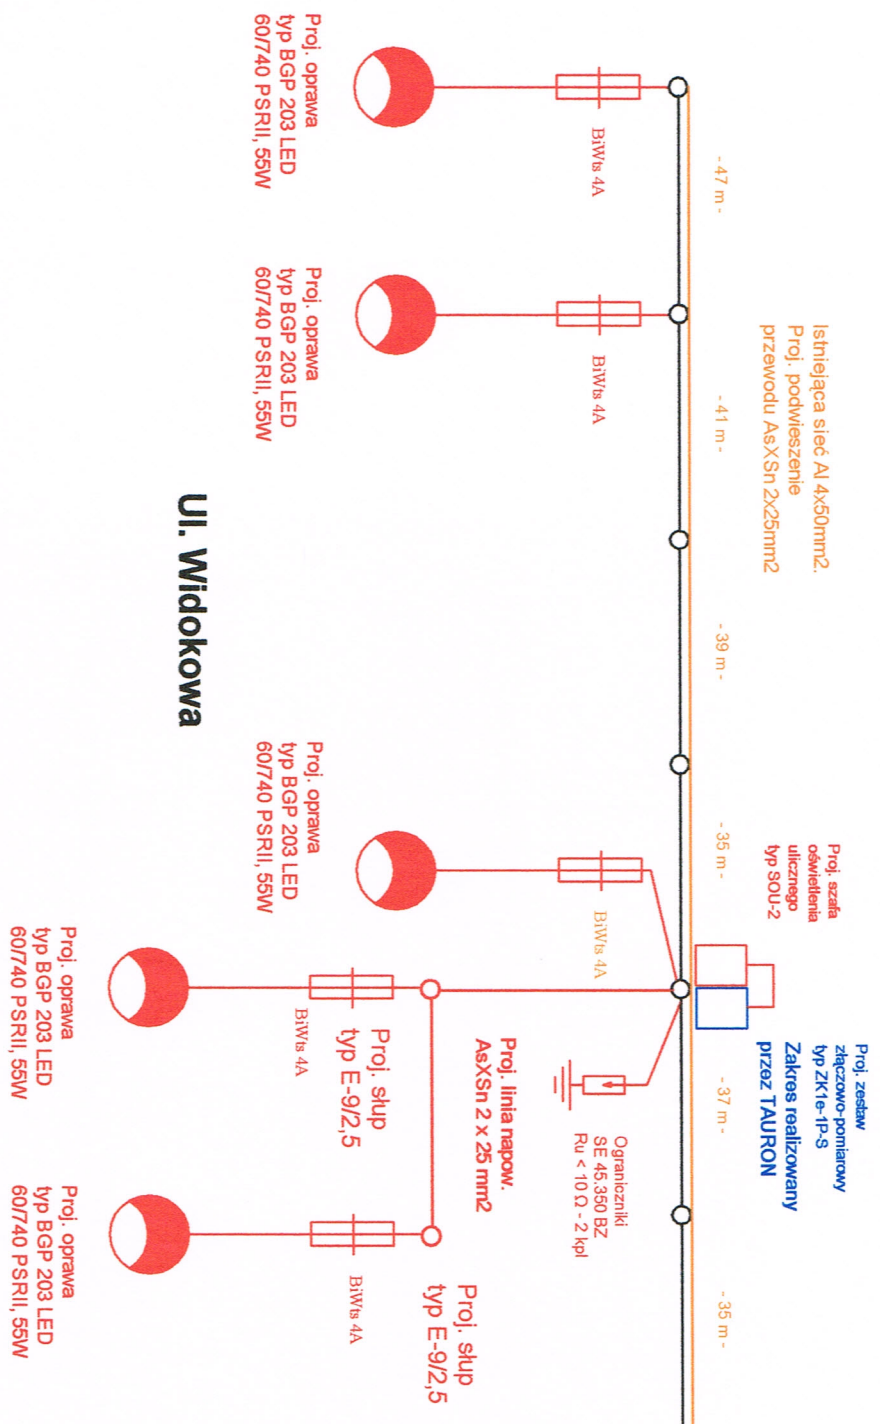 Proj. oprawa
typ BGP 203 LED
60/740 PSRII, 55W
BiWts 4A
- 47 m -
Proj. oprawa
typ BGP 203 LED
60/740 PSRII, 55W
BiWts 4A
- 41 m -
Istniejąca sieć Al 4x50mm2.
Proj. podwieszenie
przewodu AsXSn 2x25mm2
- 39 m -
Ul. Widokowa
Proj. oprawa
typ BGP 203 LED
60/740 PSRII, 55W
BiWts 4A
- 35 m -
Proj. szafa
oświetlenia
ulicznego
typ SOU-2
Proj. zestaw
złączowo-pomiarowy
typ ZK1e-1P-S
Zakres realizowany
przez TAURON
- 37 m -
Ograniczniki
SE 45.350 BZ
Ru < 10 Ω - 2 kpl
Proj. linia napow.
AsXSn 2 x 25 mm2
Proj. słup
typ E-9/2,5
BiWts 4A
Proj. oprawa
typ BGP 203 LED
60/740 PSRII, 55W
- 35 m -
Proj. słup
typ E-9/2,5
BiWts 4A
Proj. oprawa
typ BGP 203 LED
60/740 PSRII, 55W